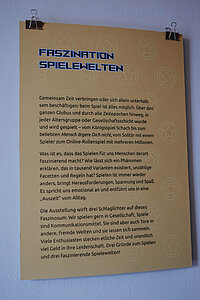 FASZINATION
SPIELEWELTEN
Gemeinsam Zeit verbringen oder sich allein unterhalt-
sam beschäftigen: beim Spiel ist alles möglich. Über den
ganzen Globus und durch alle Zeitepochen hinweg, in
jeder Altersgruppe oder Gesellschaftsschicht wurde
und wird gespielt – vom Königsspiel Schach bis zum
beliebten Mensch ärgere Dich nicht, vom Solitär mit einem
Spieler zum Online-Rollenspiel mit mehreren Millionen.
Was ist es, dass das Spielen für uns Menschen derart
faszinierend macht? Wie lässt sich ein Phänomen
erklären, das in tausend Varianten existiert, unzählige
Facetten und Regeln hat? Spielen ist immer wieder
anders, bringt Herausforderungen, Spannung und Spaß.
Es spricht uns emotional an und entführt uns in eine
„Auszeit“ vom Alltag.
Die Ausstellung wirft drei Schlaglichter auf dieses
Faszinosum: Wir spielen gern in Gesellschaft, Spiele
sind Kommunikationsmittel. Sie sind aber auch Tore in
andere, fremde Welten und sie lassen sich sammeln.
Viele Enthusiasten stecken etliche Zeit und unendlich
viel Geld in ihre Leidenschaft. Drei Gründe zum Spielen
und drei faszinierende Spielewelten!